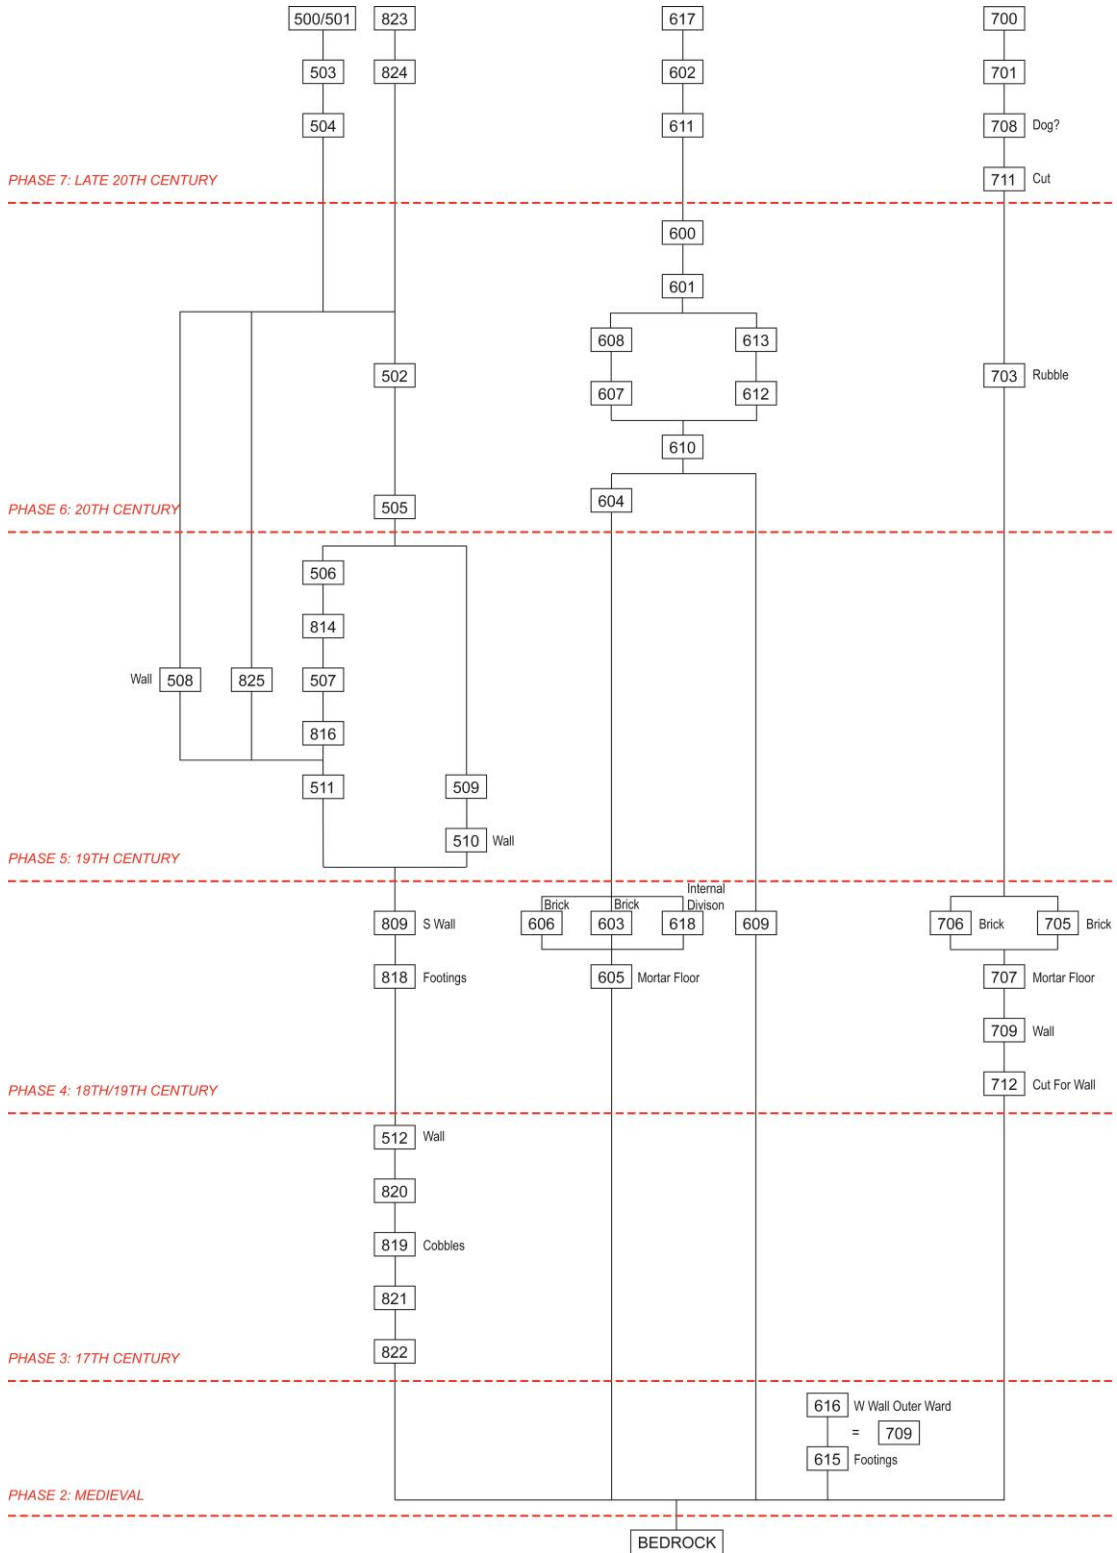 500/501 823 617 700
503 824 602 701
504 611 708 Dog?
PHASE 7: LATE 20TH CENTURY 711 Cut
600
601
608 613
502 703 Rubble
607 612
610
PHASE 6: 20TH CENTURY 505 604
506
814
Wall 508 825 507
816
511 509
510 Wall
PHASE 5: 19TH CENTURY
Internal
Brick Brick Divison
809 S Wall 606 603 618 609 706 Brick 705 Brick
818 Footings 605 Mortar Floor 707 Mortar Floor
709 Wall
PHASE 4: 18TH/19TH CENTURY 712 Cut For Wall
512 Wall
820
819 Cobbles
821
PHASE 3: 17TH CENTURY 822
616 W Wall Outer Ward
= 709
615 Footings
PHASE 2: MEDIEVAL
BEDROCK